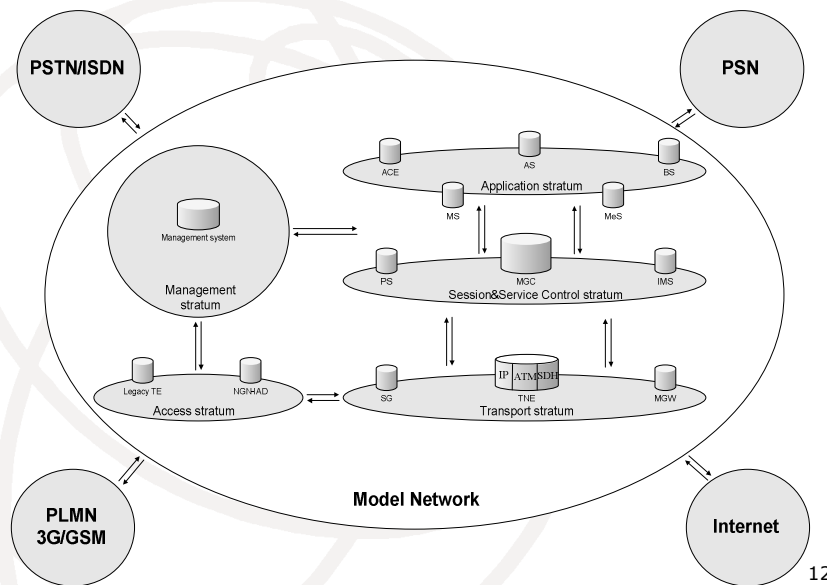 PSTN/ISDN
PSN
ACE
AS
BS
Application stratum
MS
MeS
Management system
Management
stratum
PS
MGC
IMS
Session&Service Control stratum
Legacy TE
NGN-IAD
Access stratum
IP ATM SDH
SG
TNE
MGW
Transport stratum
Model Network
PLMN
3G/GSM
Internet
12